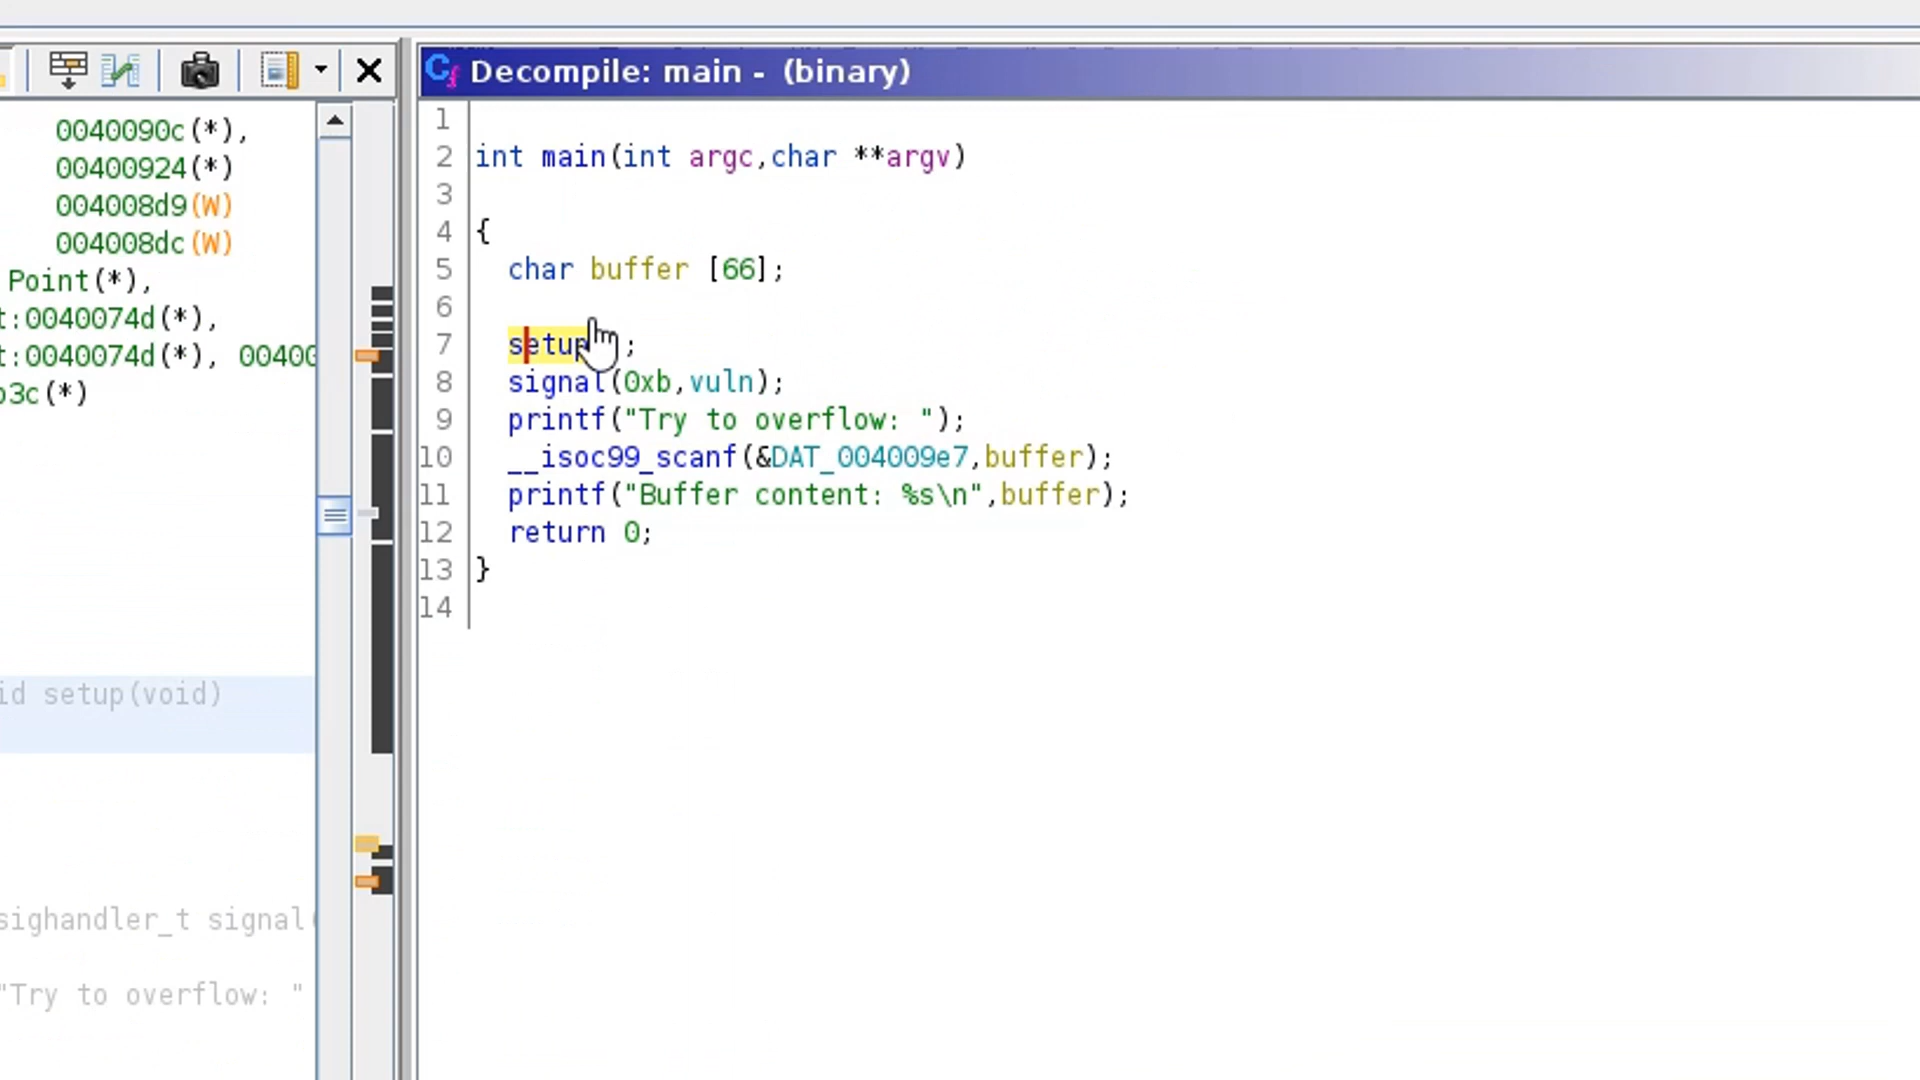 0040090c(*),
00400924(*)
004008d9(W)
004008dc(W)
Point(*),
t:0040074d(*),
t:0040074d(*), 00400
b3c(*)
id setup(void)
sighandler_t signal(
"Try to overflow: "
Decompile: main - (binary)
1
2 int main(int argc,char **argv)
3
4 {
5 char buffer [66];
6
7 setup ;
8 signal(0xb,vuln);
9 printf("Try to overflow: ");
10 __isoc99_scanf(&DAT_004009e7,buffer);
11 printf("Buffer content: %s\n",buffer);
12 return 0;
13 }
14